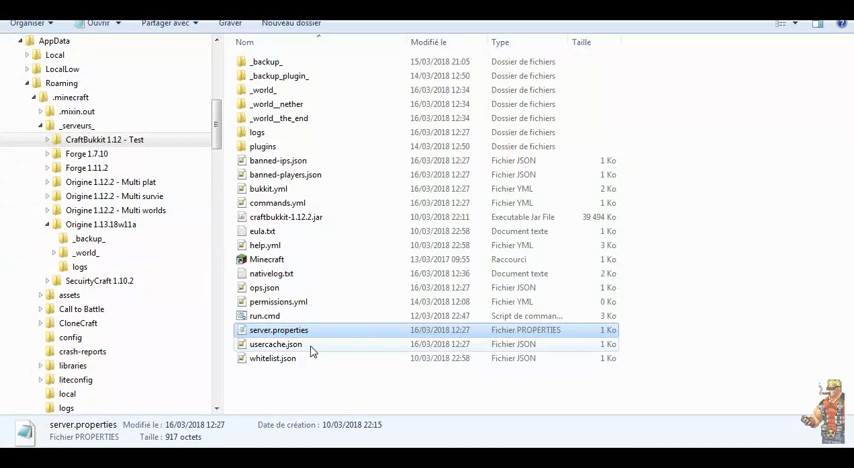 Organiser Ouvrir Partager avec Graver Nouveau dossier
AppData
Local
LocalLow
Roaming
.minecraft
.mixin.out
_serveurs_
CraftBukkit 1.12 - Test
Forge 1.7.10
Forge 1.11.2
Origine 1.12.2 - Multi plat
Origine 1.12.2 - Multi survie
Origine 1.12.2 - Multi worlds
Origine 1.13.18w11a
_backup_
_world_
logs
SecuirtyCraft 1.10.2
assets
Call to Battle
CloneCraft
config
crash-reports
libraries
liteconfig
local
logs
Nom Modifié le Type Taille
_backup_ 15/03/2018 21:05 Dossier de fichiers
_backup_plugin_ 14/03/2018 12:50 Dossier de fichiers
_world_ 16/03/2018 12:34 Dossier de fichiers
_world__nether 16/03/2018 12:34 Dossier de fichiers
_world__the_end 16/03/2018 12:34 Dossier de fichiers
logs 16/03/2018 12:27 Dossier de fichiers
plugins 16/03/2018 12:27 Dossier de fichiers
banned-ips.json 16/03/2018 12:27 Fichier JSON 1 Ko
banned-players.json 16/03/2018 12:27 Fichier JSON 1 Ko
bukkit.yml 16/03/2018 12:27 Fichier YML 2 Ko
commands.yml 16/03/2018 12:27 Fichier YML 1 Ko
craftbukkit-1.12.2.jar 10/03/2018 22:11 Executable Jar File 39 494 Ko
eula.txt 10/03/2018 22:58 Document texte 1 Ko
help.yml 10/03/2018 22:58 Fichier YML 3 Ko
Minecraft 13/03/2017 09:55 Raccourci 1 Ko
nativelog.txt 16/03/2018 12:36 Document texte 2 Ko
ops.json 16/03/2018 12:27 Fichier JSON 1 Ko
permissions.yml 14/03/2018 12:08 Fichier YML 0 Ko
run.cmd 12/03/2018 22:47 Script de comman... 3 Ko
server.properties 16/03/2018 12:27 Fichier PROPERTIES 1 Ko
usercache.json 16/03/2018 12:27 Fichier JSON 1 Ko
whitelist.json 10/03/2018 22:58 Fichier JSON 1 Ko
server.properties Modifié le : 16/03/2018 12:27 Date de création : 10/03/2018 22:15
Fichier PROPERTIES Taille : 917 octets